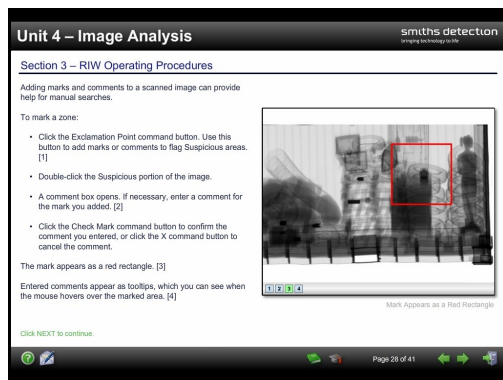 Unit 4 – Image Analysis
smiths detection
bringing technology to life
Section 3 – RIW Operating Procedures
Adding marks and comments to a scanned image can provide
help for manual searches.
To mark a zone:
• Click the Exclamation Point command button. Use this
button to add marks or comments to flag Suspicious areas.
[1]
• Double-click the Suspicious portion of the image.
• A comment box opens. If necessary, enter a comment for
the mark you added. [2]
• Click the Check Mark command button to confirm the
comment you entered, or click the X command button to
cancel the comment.
The mark appears as a red rectangle. [3]
Entered comments appear as tooltips, which you can see when
the mouse hovers over the marked area. [4]
1 2 3 4
Mark Appears as a Red Rectangle
Click NEXT to continue.
?
Page 28 of 41